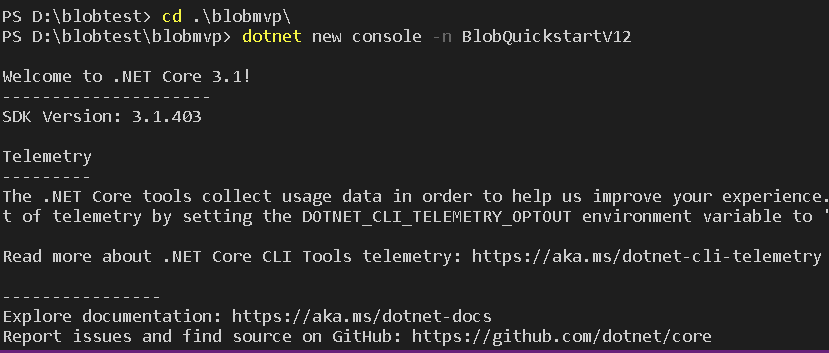 PS D:\blobtest> cd .\blobmvp\
PS D:\blobtest\blobmvp> dotnet new console -n BlobQuickstartV12
Welcome to .NET Core 3.1!
---------------------
SDK Version: 3.1.403
Telemetry
---------
The .NET Core tools collect usage data in order to help us improve your experience.
t of telemetry by setting the DOTNET_CLI_TELEMETRY_OPTOUT environment variable to '
Read more about .NET Core CLI Tools telemetry: https://aka.ms/dotnet-cli-telemetry
----------------
Explore documentation: https://aka.ms/dotnet-docs
Report issues and find source on GitHub: https://github.com/dotnet/core